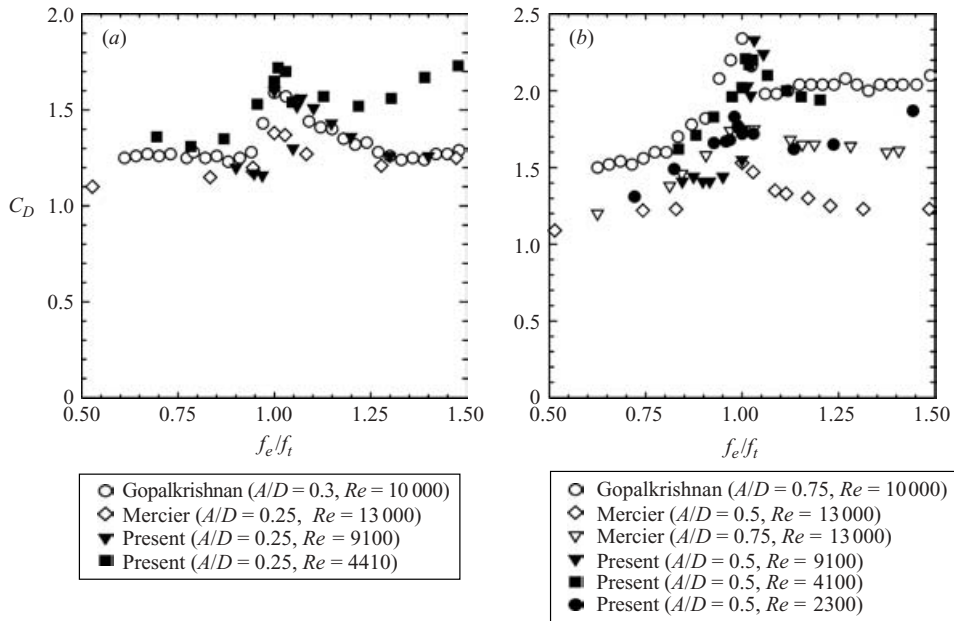 (a)
2.0
1.5
C_D
1.0
0.5
0
0.50
0.75
1.00
1.25
1.50
f_e/f_t
Gopalkrishnan (A/D = 0.3, Re = 10 000)
Mercier (A/D = 0.25, Re = 13 000)
Present (A/D = 0.25, Re = 9100)
Present (A/D = 0.25, Re = 4410)
(b)
2.5
2.0
1.5
1.0
1.5
0
0.50
0.75
1.00
1.25
1.50
f_e/f_t
Gopalkrishnan (A/D = 0.75, Re = 10 000)
Mercier (A/D = 0.5, Re = 13 000)
Mercier (A/D = 0.75, Re = 13 000)
Present (A/D = 0.5, Re = 9100)
Present (A/D = 0.5, Re = 4100)
Present (A/D = 0.5, Re = 2300)